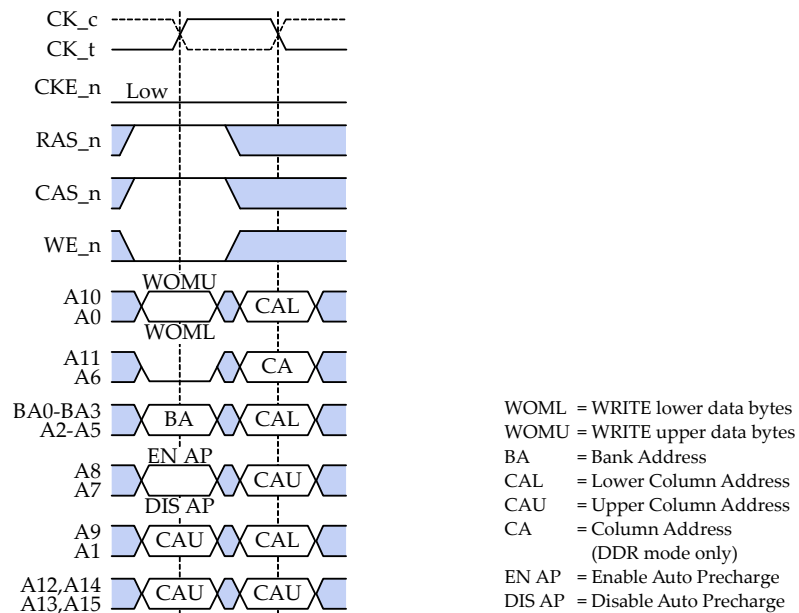 CK_c
CK_t
CKE_n Low
RAS_n
CAS_n
WE_n
WOMU
A10
A0
CAL
WOML
A11
A6
CA
BA0-BA3
A2-A5
BA CAL
EN AP
A8
A7
CAU
DIS AP
A9
A1
CAU CAL
A12,A14
A13,A15
CAU CAU
WOML = WRITE lower data bytes
WOMU = WRITE upper data bytes
BA = Bank Address
CAL = Lower Column Address
CAU = Upper Column Address
CA = Column Address
(DDR mode only)
EN AP = Enable Auto Precharge
DIS AP = Disable Auto Precharge